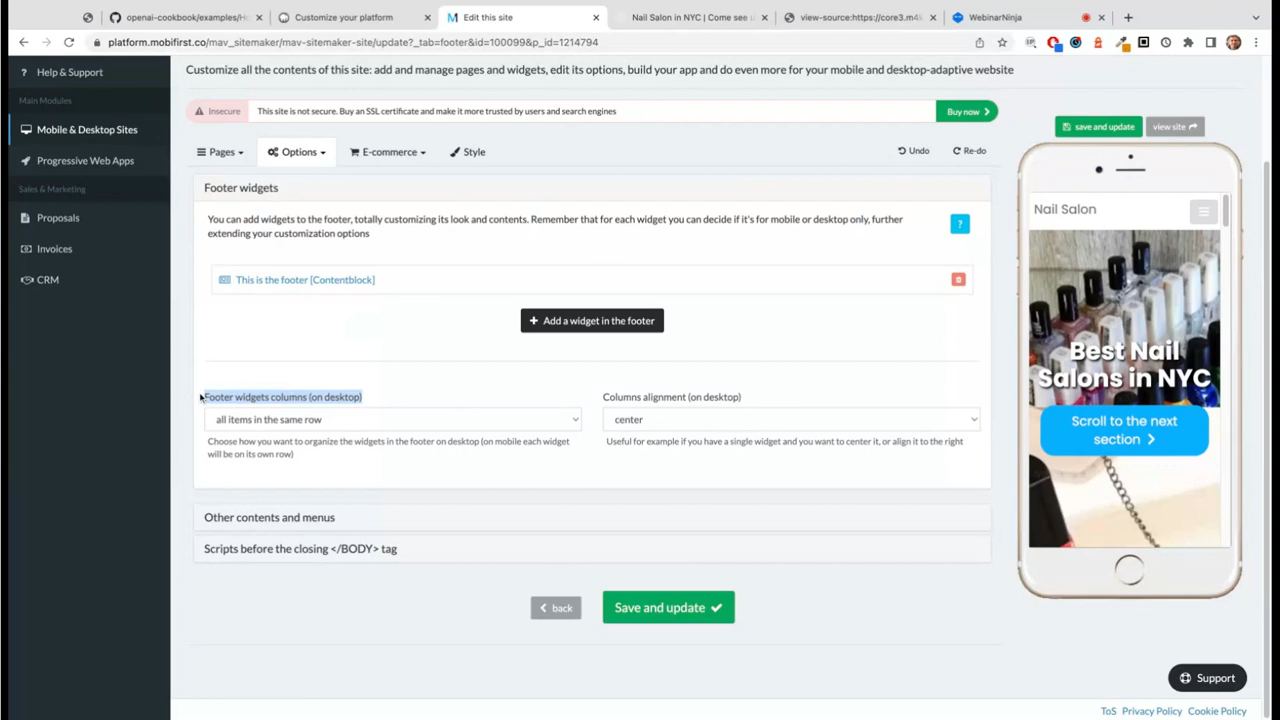 openai-cookbook/examples/H
Customize your platform
Edit this site
Nail Salon in NYC | Come see u
view-source:https://core3.m4
WebinarNinja
platform.mobifirst.co/mav_sitemaker/mav-sitemaker-site/update?_tab=footer&id=100099&p_id=1214794
? Help & Support
Main Modules
Mobile & Desktop Sites
Progressive Web Apps
Sales & Marketing
Proposals
Invoices
CRM
Customize all the contents of this site: add and manage pages and widgets, edit its options, build your app and do even more for your mobile and desktop-adaptive website
Insecure
This site is not secure. Buy an SSL certificate and make it more trusted by users and search engines
Buy now
Pages
Options
E-commerce
Style
Undo
Re-do
Footer widgets
You can add widgets to the footer, totally customizing its look and contents. Remember that for each widget you can decide if it's for mobile or desktop only, further
extending your customization options
?
This is the footer [Contentblock]
+ Add a widget in the footer
Footer widgets columns (on desktop)
all items in the same row
Choose how you want to organize the widgets in the footer on desktop (on mobile each widget
will be on its own row)
Columns alignment (on desktop)
center
Useful for example if you have a single widget and you want to center it, or align it to the right
Other contents and menus
Scripts before the closing </BODY> tag
back
Save and update
save and update
view site
Nail Salon
Best Nail
Salons in NYC
Scroll to the next
section
Support
ToS
Privacy Policy
Cookie Policy